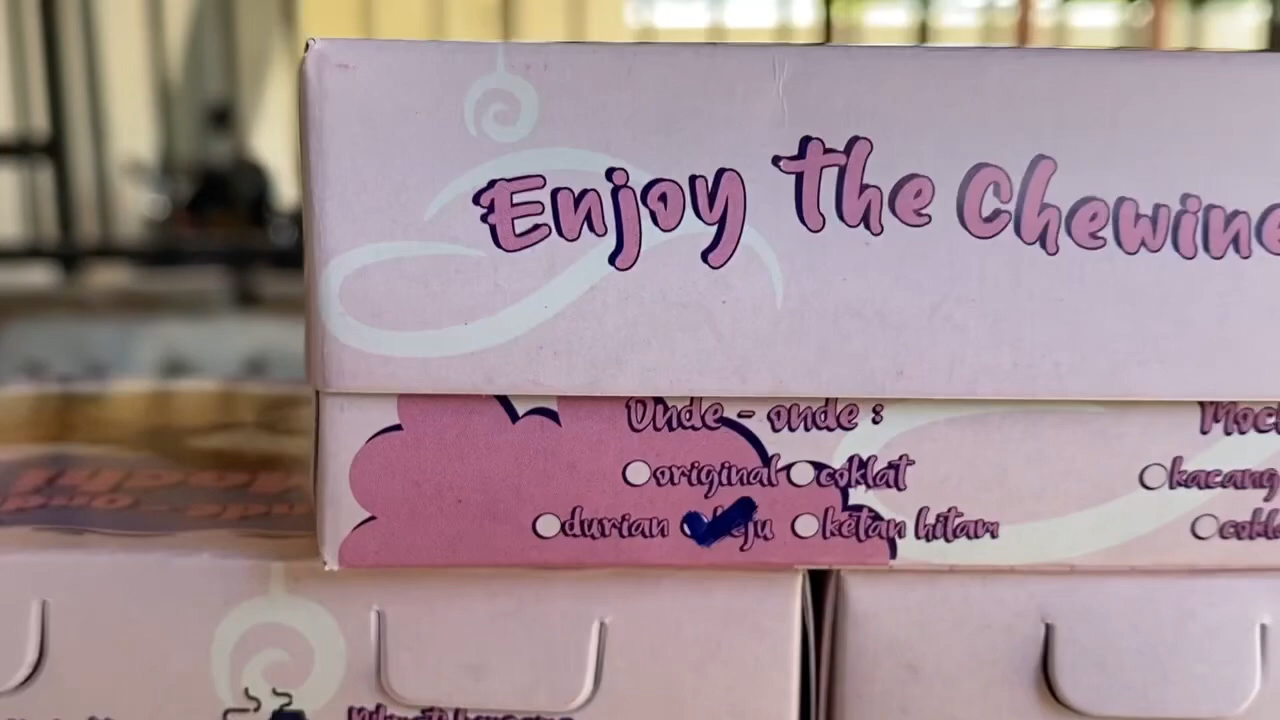 Enjoy The Chewine
Onde - onde :
original coklat
durian keju ketan hitam
Moc
kacang
cokl